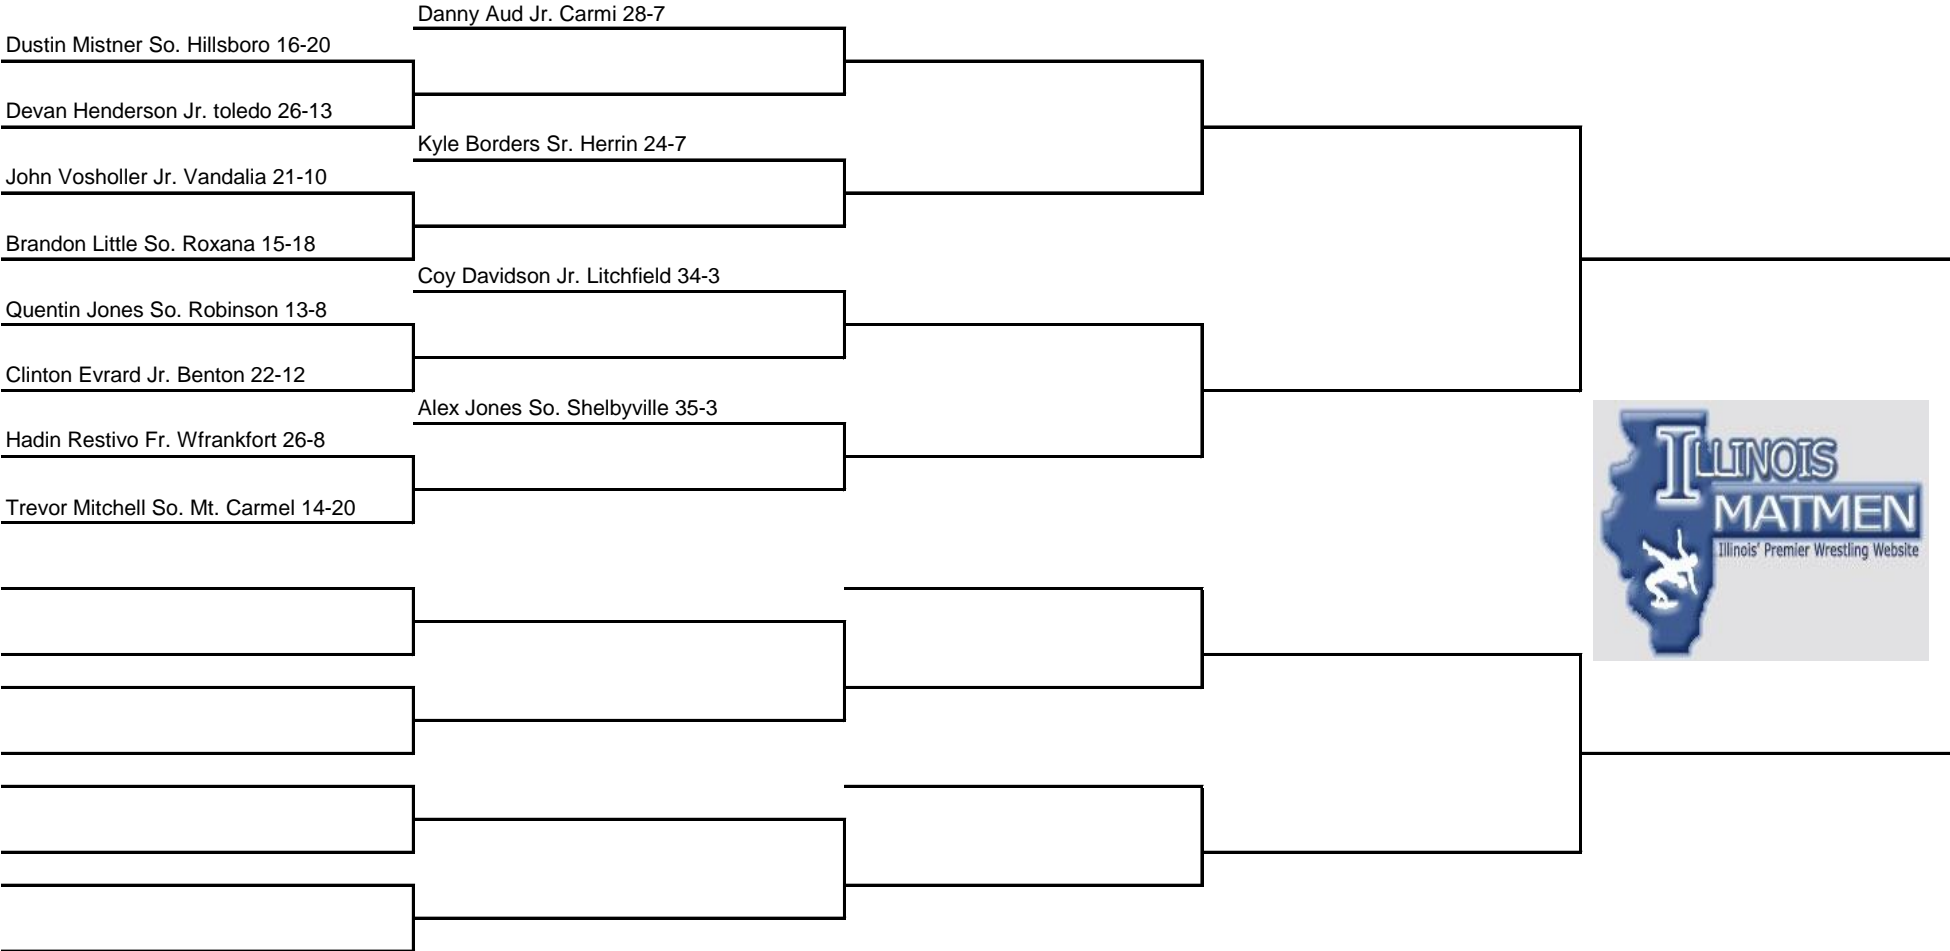 Danny Aud Jr. Carmi 28-7
Dustin Mistner So. Hillsboro 16-20
Devan Henderson Jr. toledo 26-13
Kyle Borders Sr. Herrin 24-7
John Vosholler Jr. Vandalia 21-10
Brandon Little So. Roxana 15-18
Coy Davidson Jr. Litchfield 34-3
Quentin Jones So. Robinson 13-8
Clinton Evrard Jr. Benton 22-12
Alex Jones So. Shelbyville 35-3
Hadin Restivo Fr. Wfrankfort 26-8
Trevor Mitchell So. Mt. Carmel 14-20
ILLINOIS
MATMEN
Illinois' Premier Wrestling Website